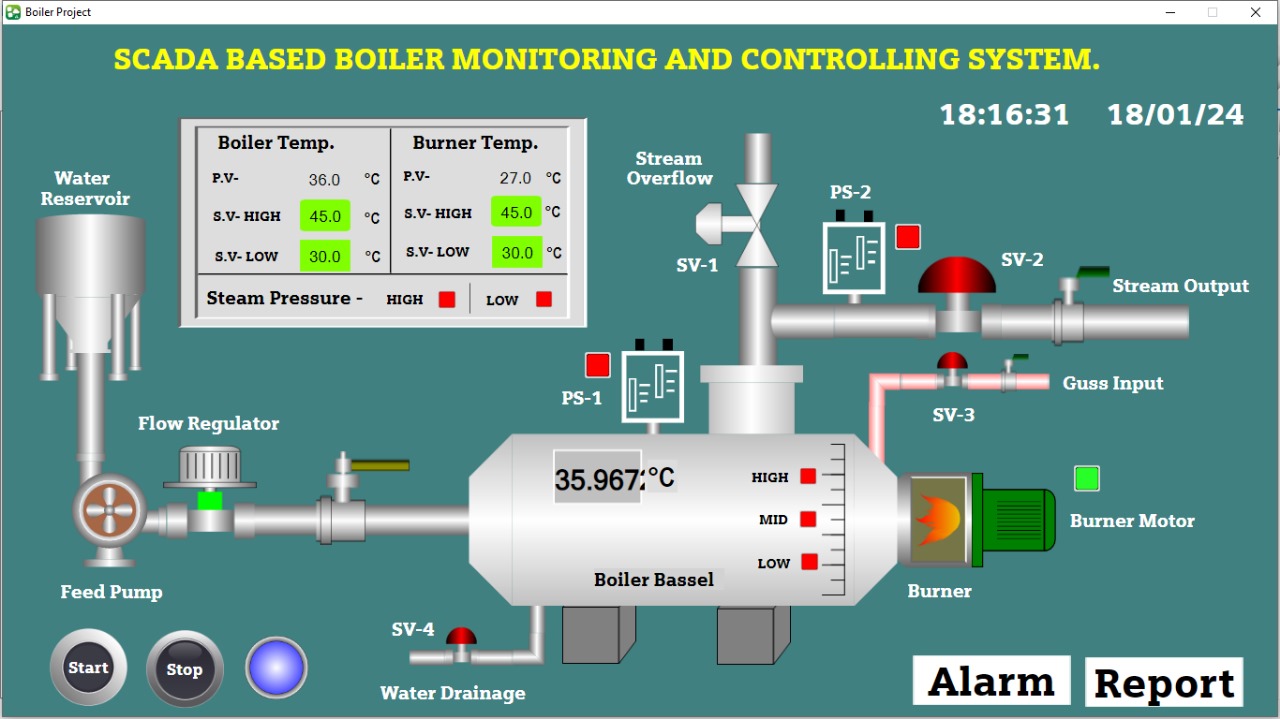 Boiler Project
SCADA BASED BOILER MONITORING AND CONTROLLING SYSTEM.
18:16:31 18/01/24
Boiler Temp.
P.V- 36.0 °C
S.V- HIGH 45.0 °C
S.V- LOW 30.0 °C
Burner Temp.
P.V- 27.0 °C
S.V- HIGH 45.0 °C
S.V- LOW 30.0 °C
Steam Pressure - HIGH LOW
Water
Reservoir
Stream
Overflow
SV-1
PS-2
SV-2
Stream Output
PS-1
Guss Input
SV-3
Flow Regulator
35.967 °C
HIGH
MID
LOW
Boiler Bassel
Burner Motor
Burner
Feed Pump
SV-4
Water Drainage
Start
Stop
Alarm
Report